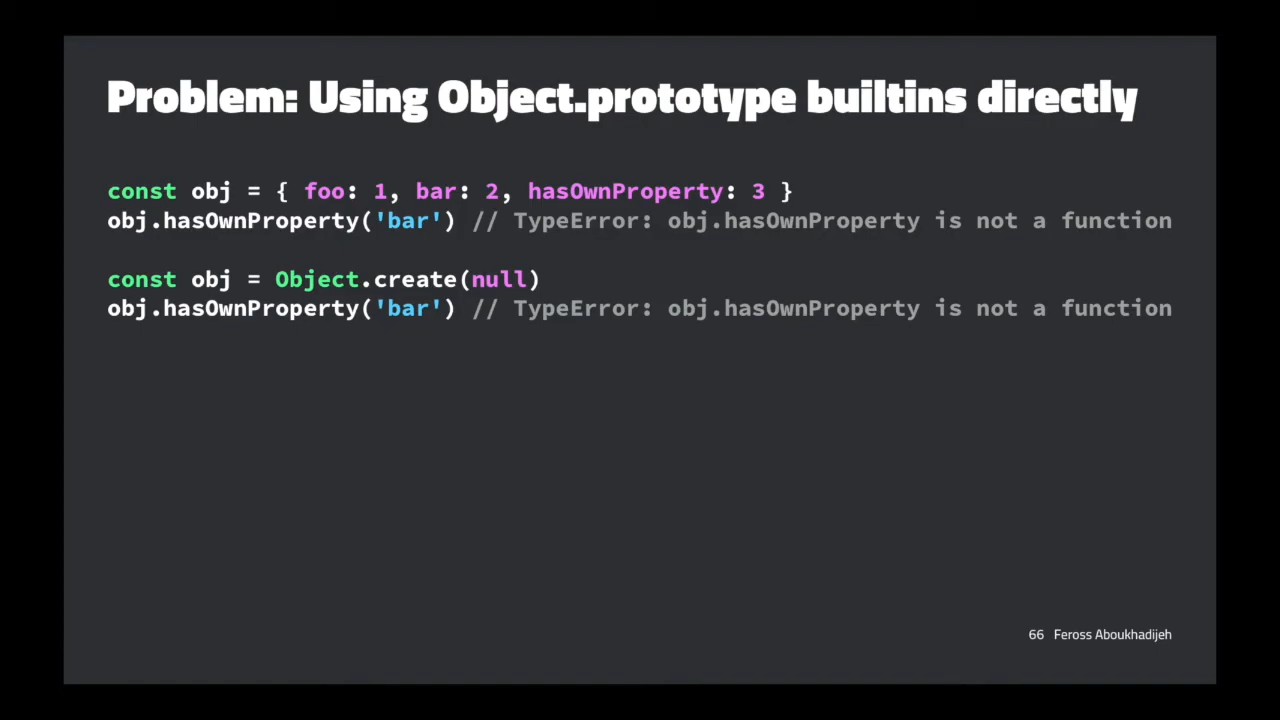 Problem: Using Object.prototype builtins directly
const obj = { foo: 1, bar: 2, hasOwnProperty: 3 }
obj.hasOwnProperty('bar') // TypeError: obj.hasOwnProperty is not a function
const obj = Object.create(null)
obj.hasOwnProperty('bar') // TypeError: obj.hasOwnProperty is not a function
66 Feross Aboukhadijeh